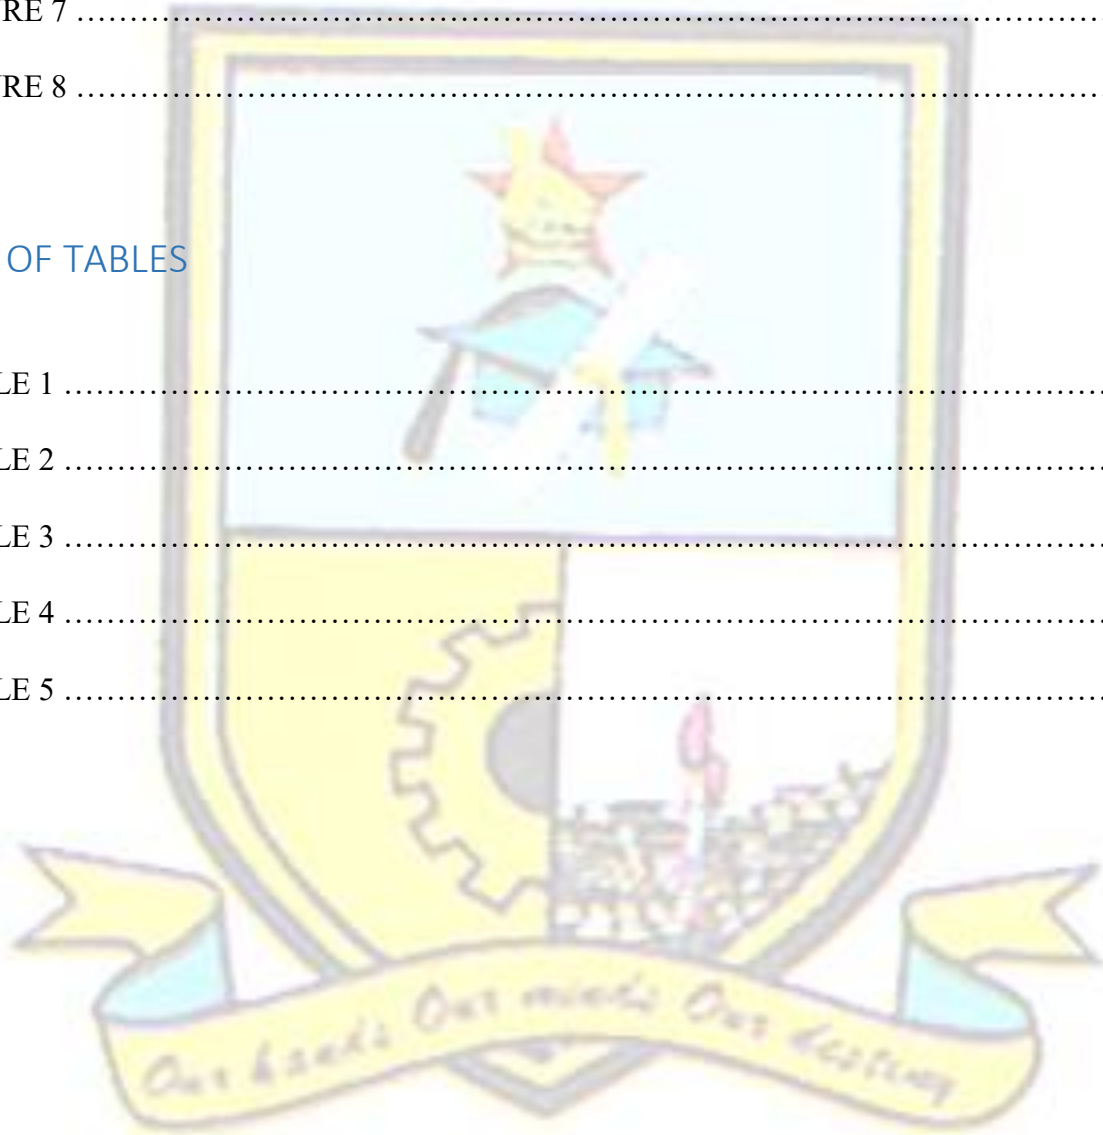 RE 7 ……………………………………………………………………………………
RE 8 ……………………………………………………………………………………
OF TABLES
LE 1 ……………………………………………………………………………………
LE 2 ……………………………………………………………………………………
LE 3 ……………………………………………………………………………………
LE 4 ……………………………………………………………………………………
LE 5 ……………………………………………………………………………………
Our hands Our minds Our destiny